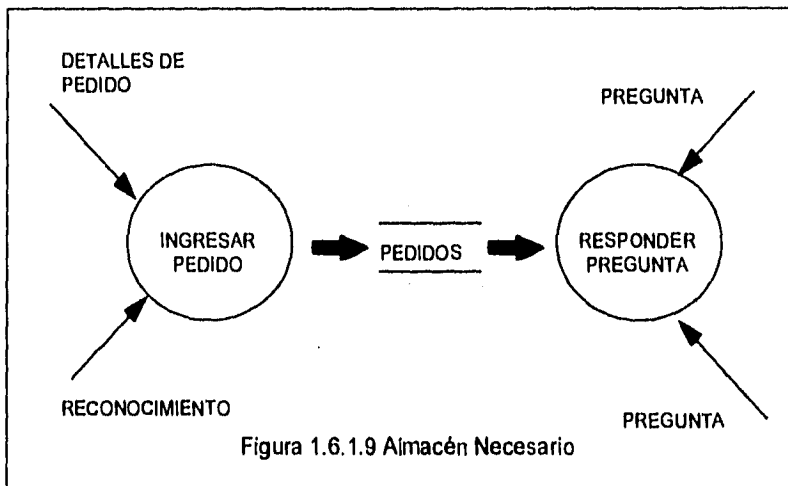 DETALLES DE
PEDIDO
PREGUNTA
INGRESAR
PEDIDO
PEDIDOS
RESPONDER
PREGUNTA
RECONOCIMIENTO
PREGUNTA
Figura 1.6.1.9 Almacén Necesario